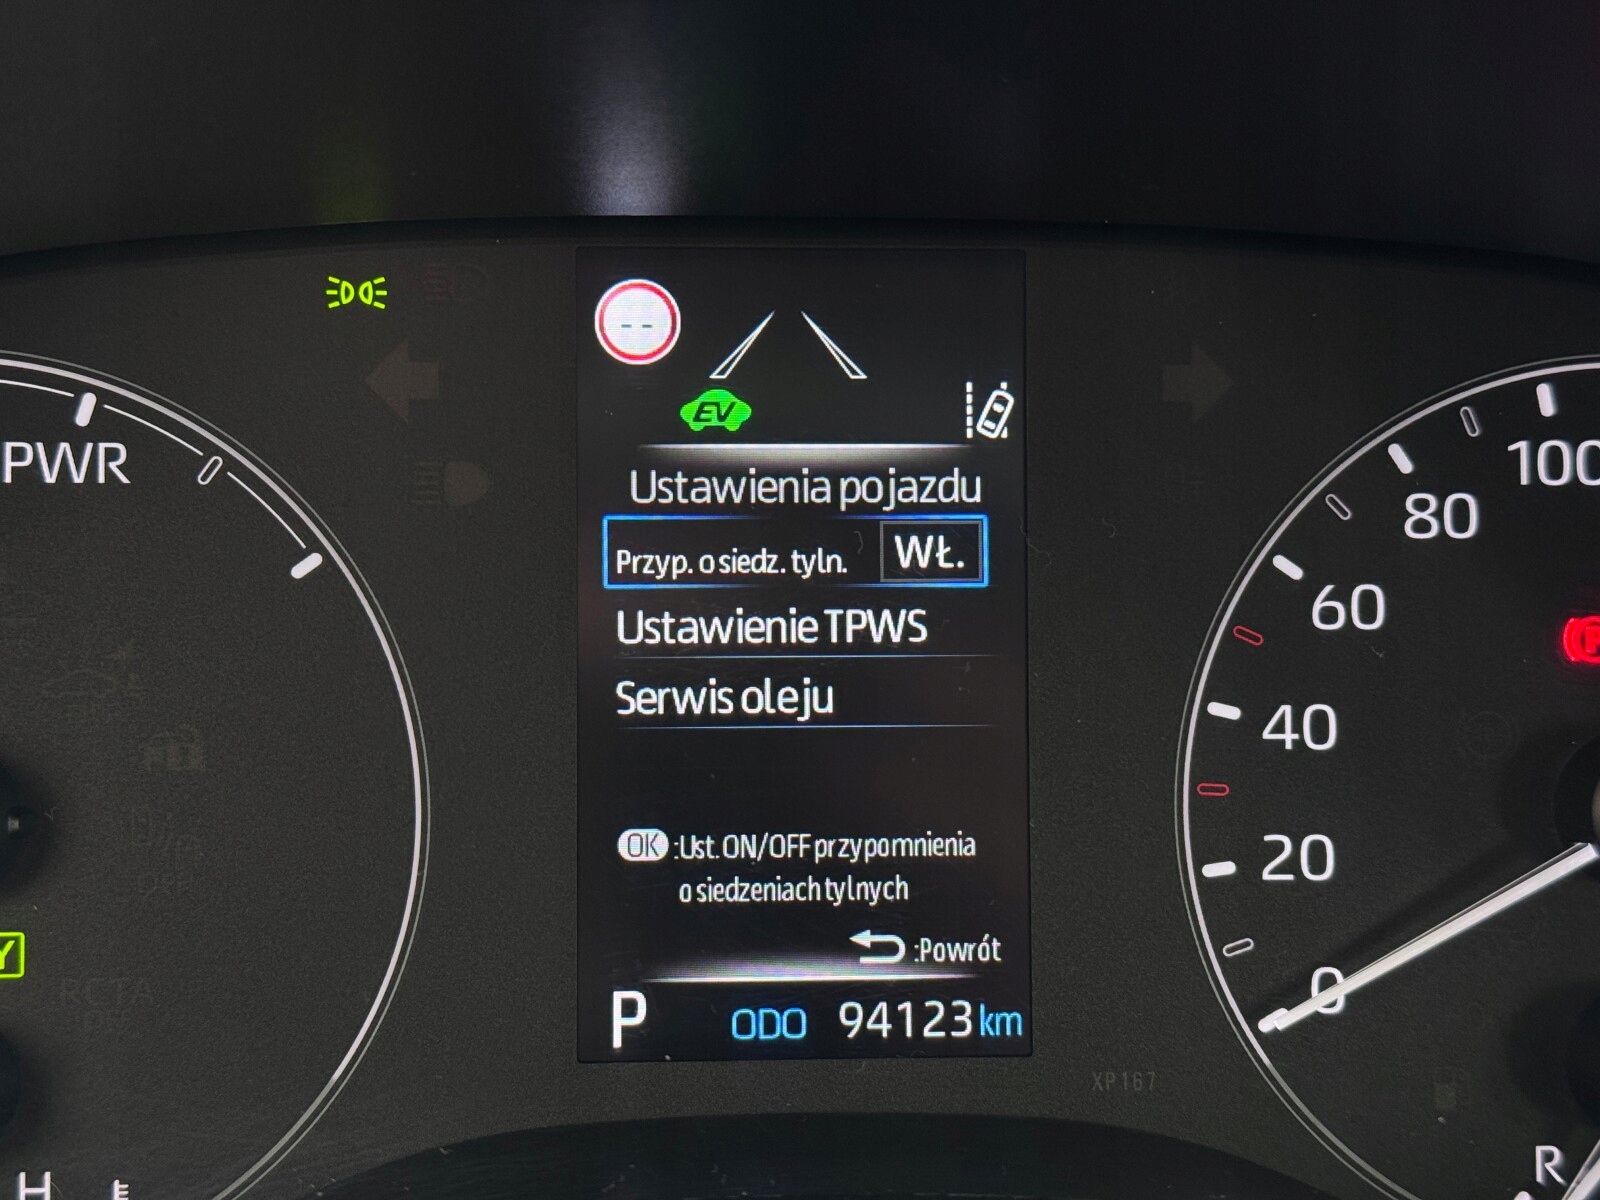 --
EV
PWR
Ustawienia pojazdu
Przyp. o siedz. tyln. WŁ.
Ustawienie TPWS
Serwis oleju
OK :Ust. ON/OFF przypomnienia
o siedzeniach tylnych
:Powrót
P ODO 94123 km
100
80
60
40
20
0
P
Y
RCTA
XP167
H
E
R